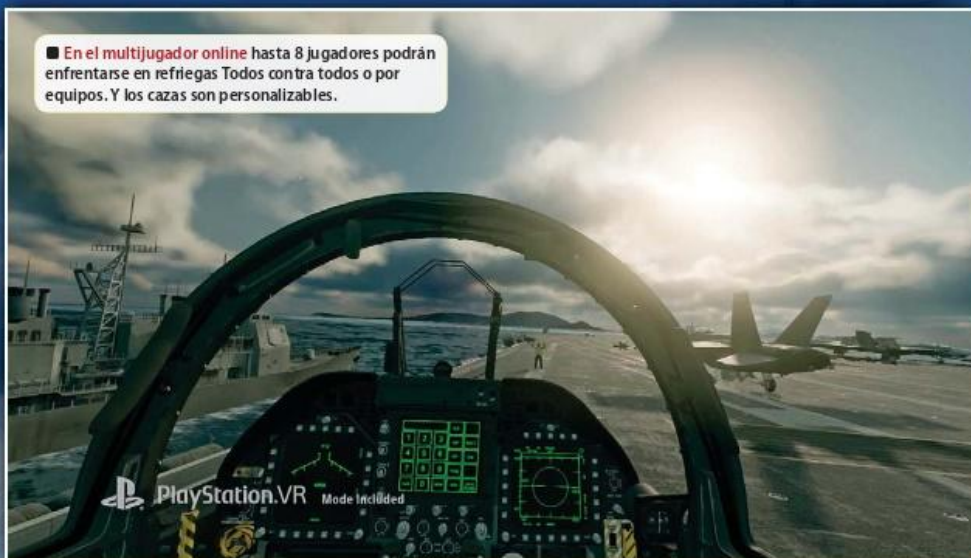 ■ En el multijugador online hasta 8 jugadores podrán
enfrentarse en refriegas Todos contra todos o por
equipos. Y los cazas son personalizables.
PlayStation.VR Mode Included